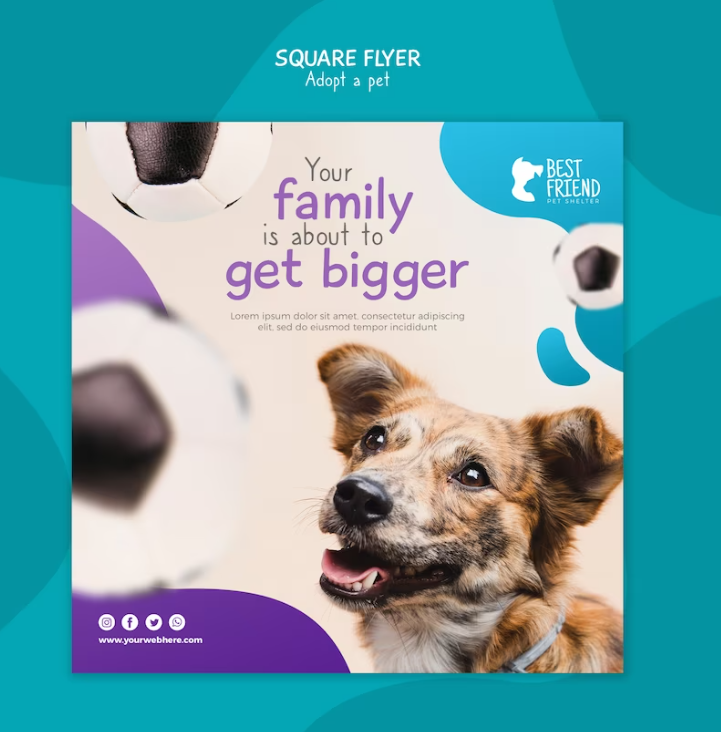 SQUARE FLYER
Adopt a pet
Your
family
is about to
get bigger
Lorem ipsum dolor sit amet, consectetur adipiscing
elit, sed do eiusmod tempor incididunt
BEST
FRIEND
PET SHELTER
www.yourwebhere.com